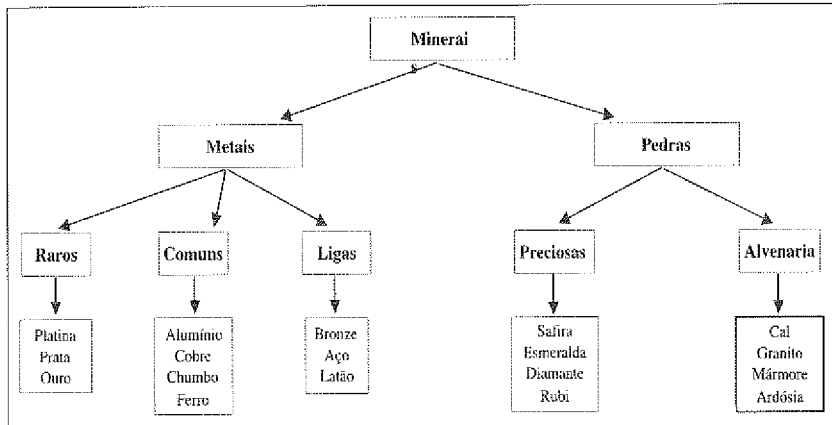 Minerai
s
Metais
Pedras
Raros
Comuns
Ligas
Preciosas
Alvenaria
Platina
Prata
Ouro
Alumínio
Cobre
Chumbo
Ferro
Bronze
Aço
Latão
Safira
Esmeralda
Diamante
Rubi
Cal
Granito
Mármore
Ardósia